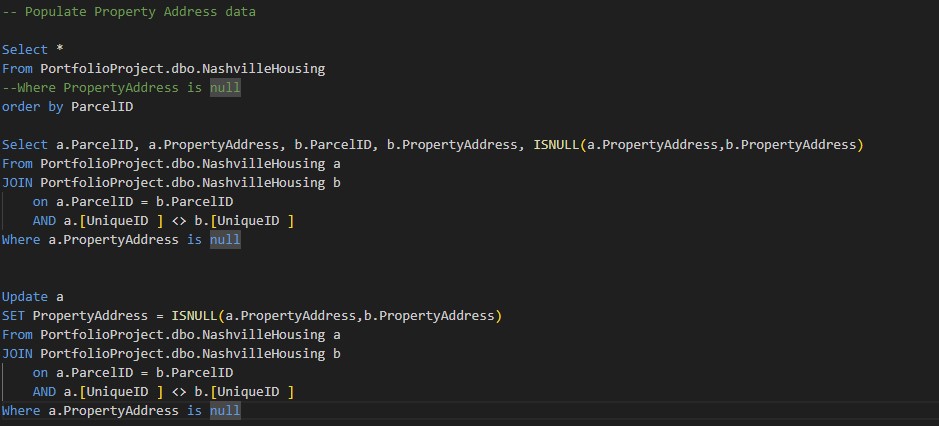 -- Populate Property Address data
Select *
From PortfolioProject.dbo.NashvilleHousing
--Where PropertyAddress is null
order by ParcelID
Select a.ParcelID, a.PropertyAddress, b.ParcelID, b.PropertyAddress, ISNULL(a.PropertyAddress,b.PropertyAddress)
From PortfolioProject.dbo.NashvilleHousing a
JOIN PortfolioProject.dbo.NashvilleHousing b
on a.ParcelID = b.ParcelID
AND a.[UniqueID ] <> b.[UniqueID ]
Where a.PropertyAddress is null
Update a
SET PropertyAddress = ISNULL(a.PropertyAddress,b.PropertyAddress)
From PortfolioProject.dbo.NashvilleHousing a
JOIN PortfolioProject.dbo.NashvilleHousing b
on a.ParcelID = b.ParcelID
AND a.[UniqueID ] <> b.[UniqueID ]
Where a.PropertyAddress is null